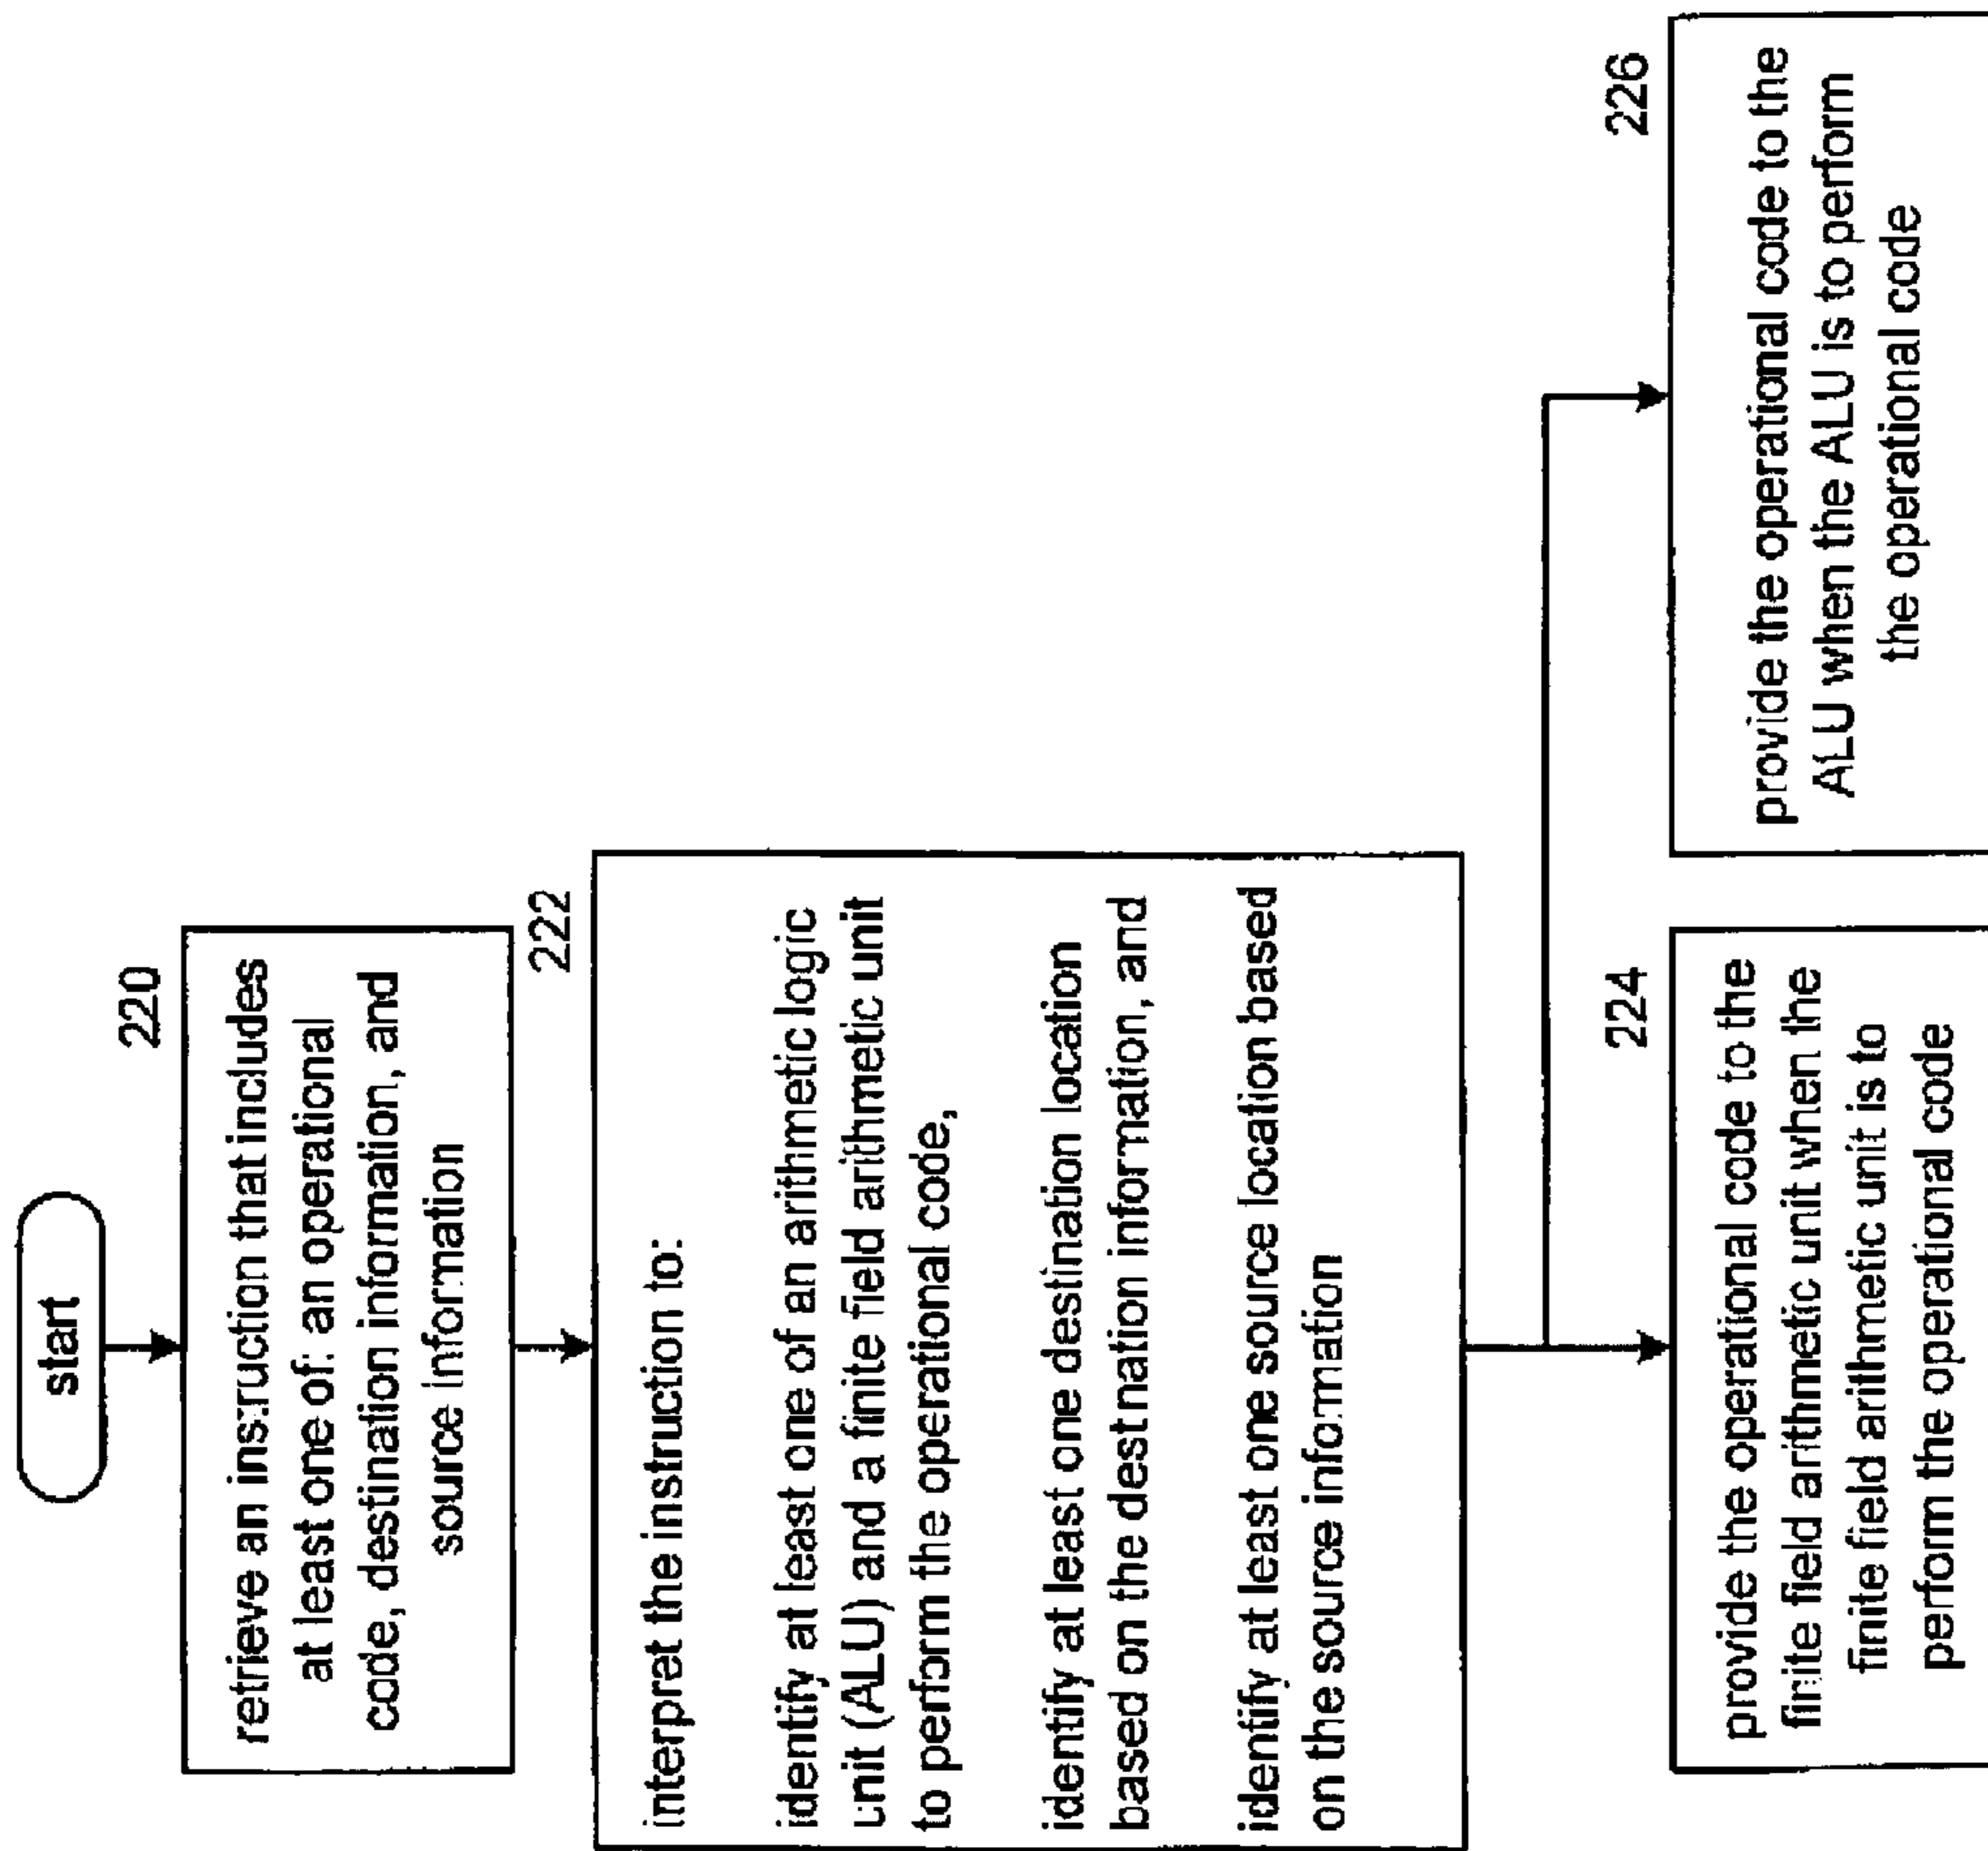 start
220
retrieve an instruction that includes
at least one of: an operational
code, destination information, and
source information
222
interpret the instruction to:
identify at least one of an arithmetic logic
unit (ALU) and a finite field arithmetic unit
to perform the operational code,
identify at least one destination location
based on the destination information, and
identify at least one source location based
on the source information
224
provide the operational code to the
finite field arithmetic unit when the
finite field arithmetic unit is to
perform the operational code
226
provide the operational code to the
ALU when the ALU is to perform
the operational code